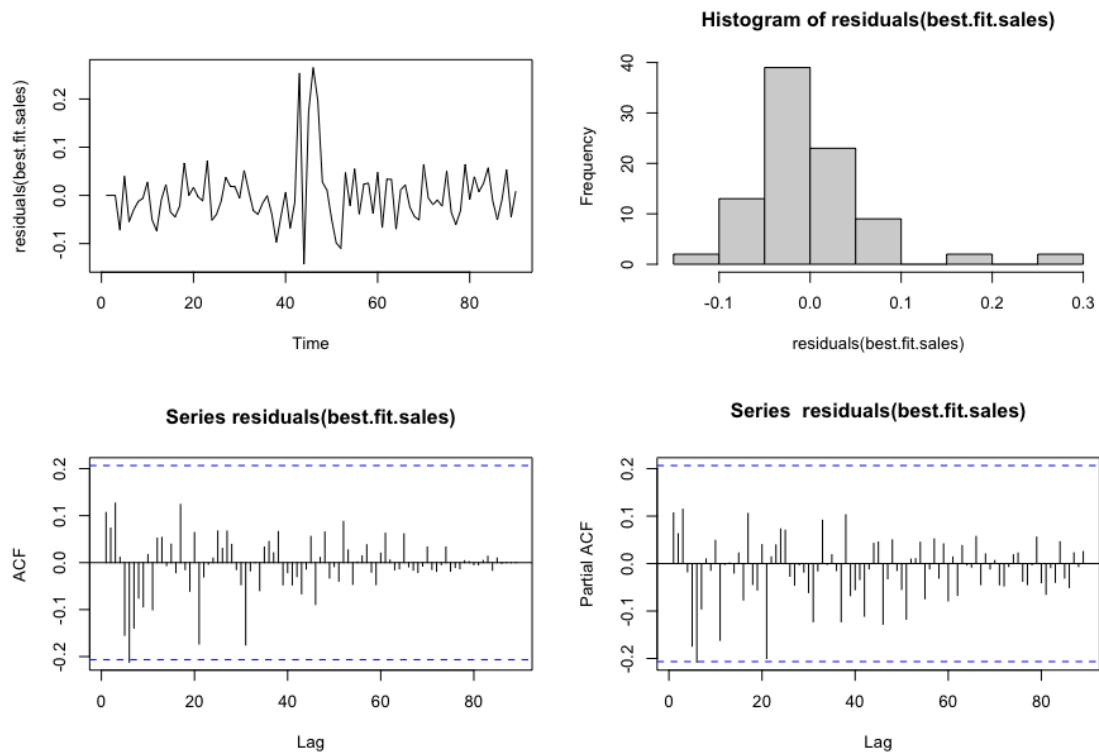 residuals(best.fit.sales)
0.2
0.1
0.0
-0.1
0 20 40 60 80
Time
Histogram of residuals(best.fit.sales)
Frequency
40
30
20
10
0
-0.1 0.0 0.1 0.2 0.3
residuals(best.fit.sales)
Series residuals(best.fit.sales)
ACF
0.2
0.1
0.0
-0.1
-0.2
0 20 40 60 80
Lag
Series residuals(best.fit.sales)
Partial ACF
0.2
0.1
0.0
-0.1
-0.2
0 20 40 60 80
Lag